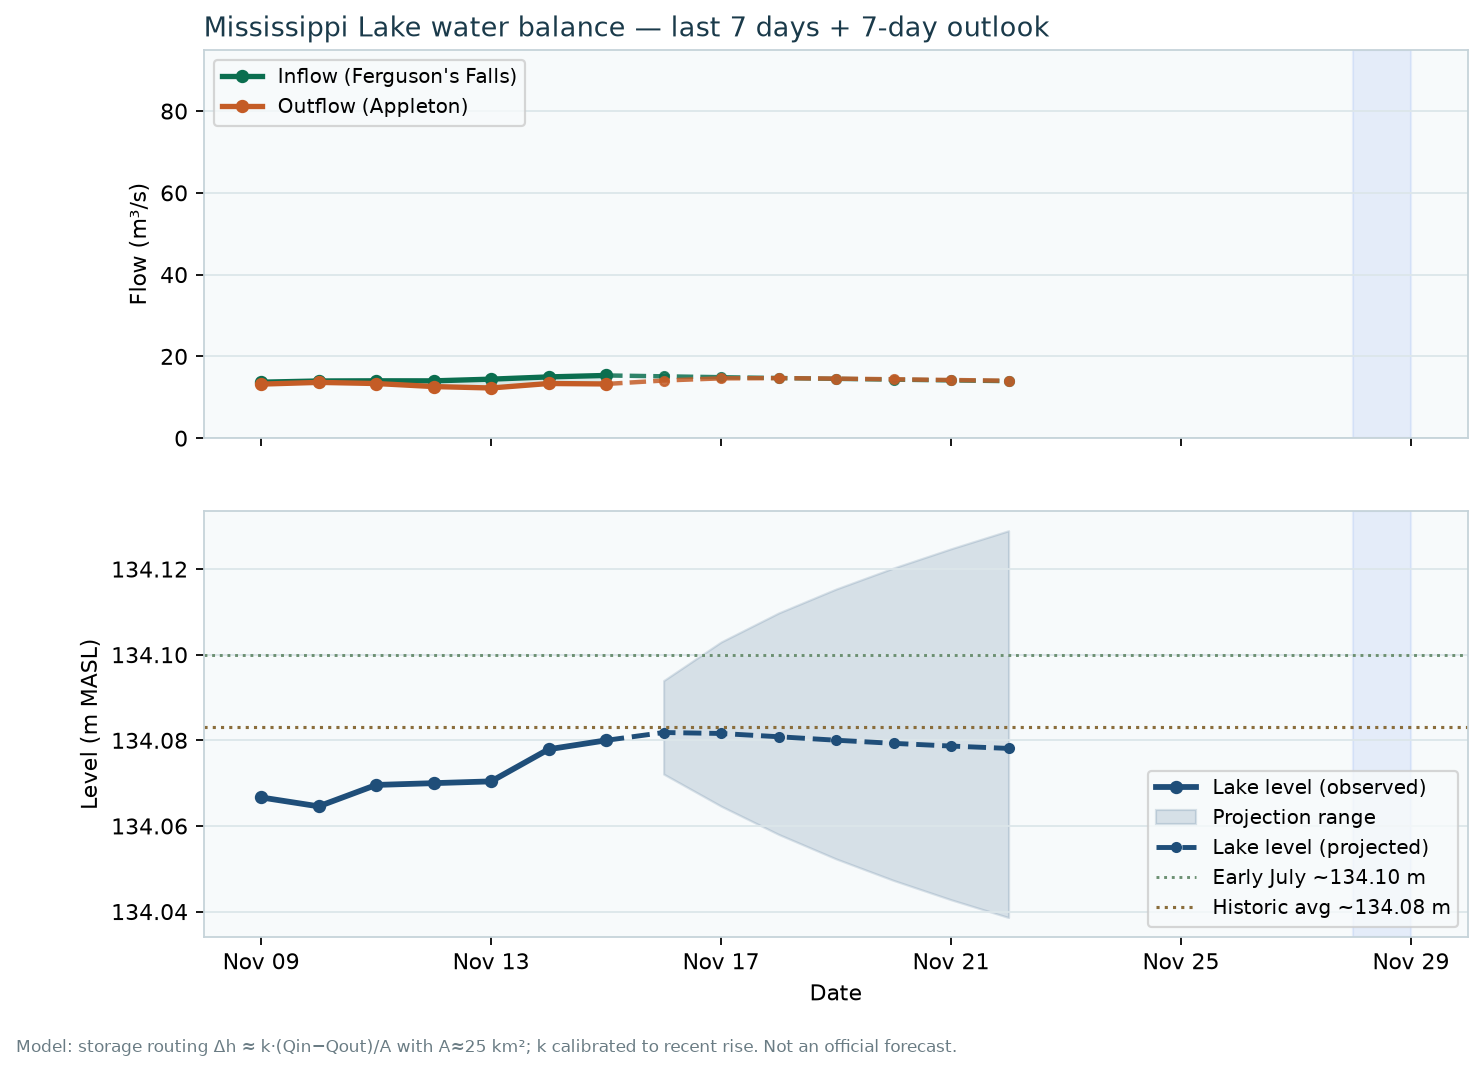 Mississippi Lake water balance — last 7 days + 7-day outlook
Inflow (Ferguson's Falls)
Outflow (Appleton)
80
60
40
20
0
Flow (m³/s)
134.12
134.10
134.08
134.06
134.04
Level (m MASL)
Lake level (observed)
Projection range
Lake level (projected)
Early July ~134.10 m
Historic avg ~134.08 m
Nov 09 Nov 13 Nov 17 Nov 21 Nov 25 Nov 29
Date
Model: storage routing Δh ≈ k·(Qin−Qout)/A with A≈25 km²; k calibrated to recent rise. Not an official forecast.